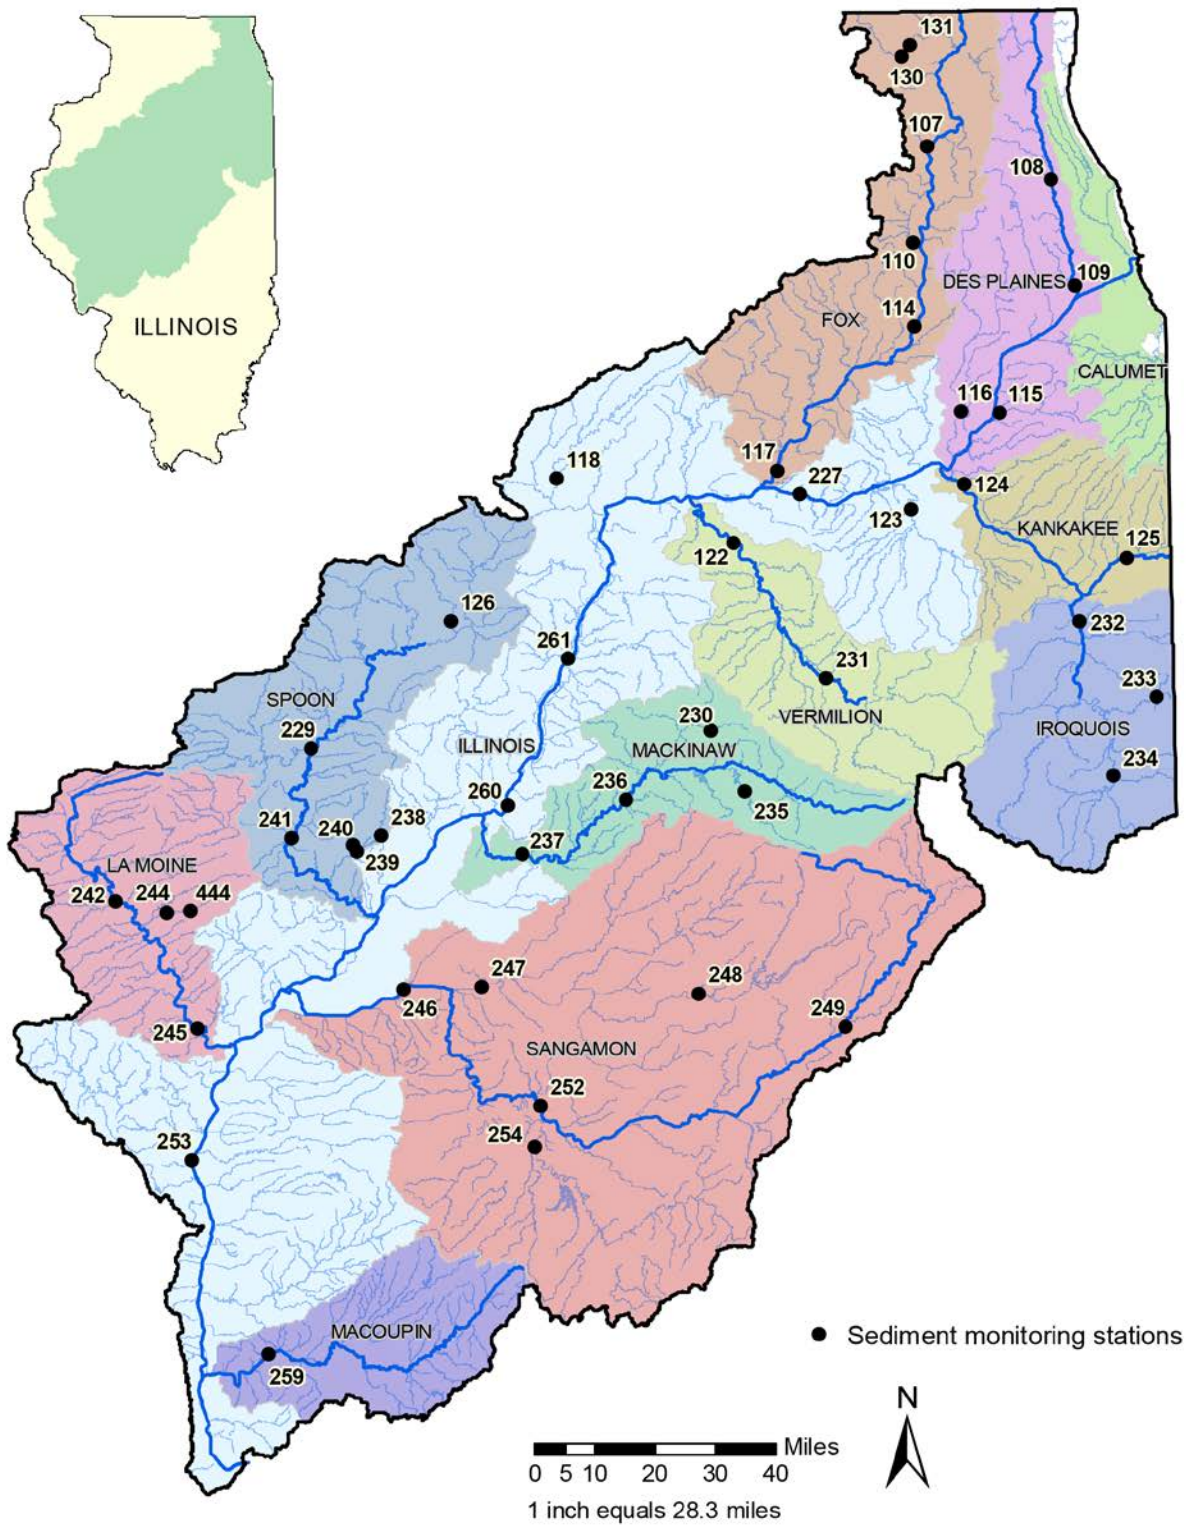 131
130
107
108
ILLINOIS
110
109
DES PLAINES
114
FOX
CALUMET
116
115
117
118
227
124
123
KANKAKEE
125
122
126
232
261
231
233
SPOON
230
VERMILION
229
ILLINOIS
MACKINAW
IROQUOIS
236
234
260
235
241
240
238
237
239
LA MOINE
242
244
444
247
248
246
249
245
SANGAMON
252
254
253
MACOUPIN
Sediment monitoring stations
259
N
Miles
0 5 10 20 30 40
1 inch equals 28.3 miles